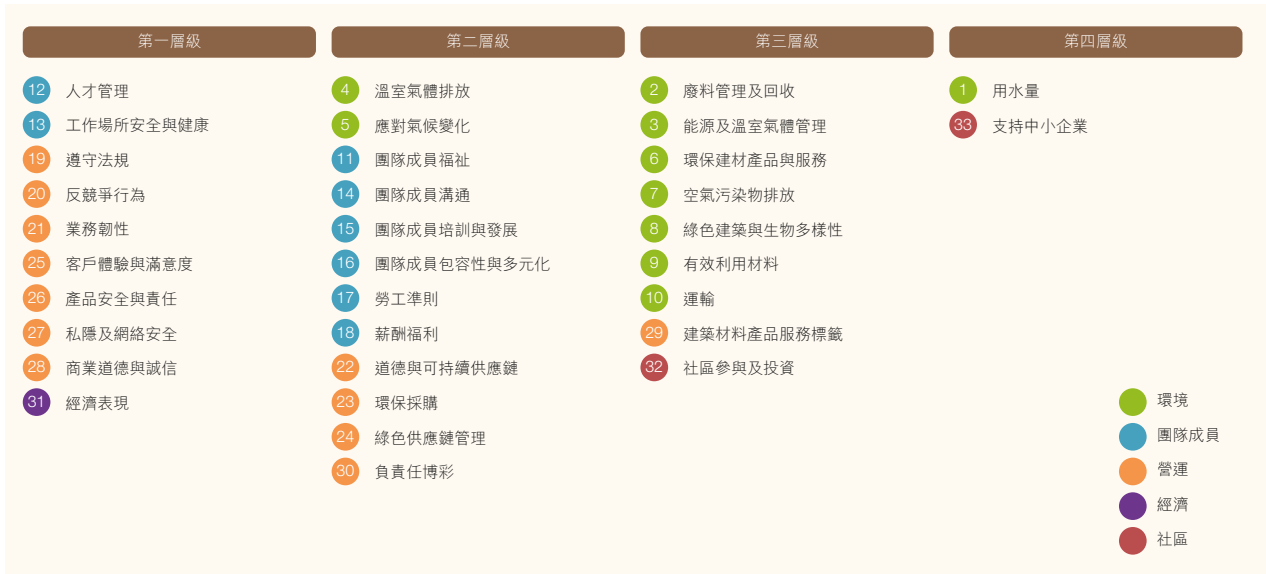 第一層級
12 人才管理
13 工作場所安全與健康
19 遵守法規
20 反競爭行為
21 業務韌性
25 客戶體驗與滿意度
26 產品安全與責任
27 私隱及網絡安全
28 商業道德與誠信
31 經濟表現
第二層級
4 溫室氣體排放
5 應對氣候變化
11 團隊成員福祉
14 團隊成員溝通
15 團隊成員培訓與發展
16 團隊成員包容性與多元化
17 勞工準則
18 薪酬福利
22 道德與可持續供應鏈
23 環保採購
24 綠色供應鏈管理
30 負責任博彩
第三層級
2 廢料管理及回收
3 能源及溫室氣體管理
6 環保建材產品與服務
7 空氣污染物排放
8 綠色建築與生物多樣性
9 有效利用材料
10 運輸
29 建築材料產品服務標籤
32 社區參與及投資
第四層級
1 用水量
33 支持中小企業
環境
團隊成員
營運
經濟
社區